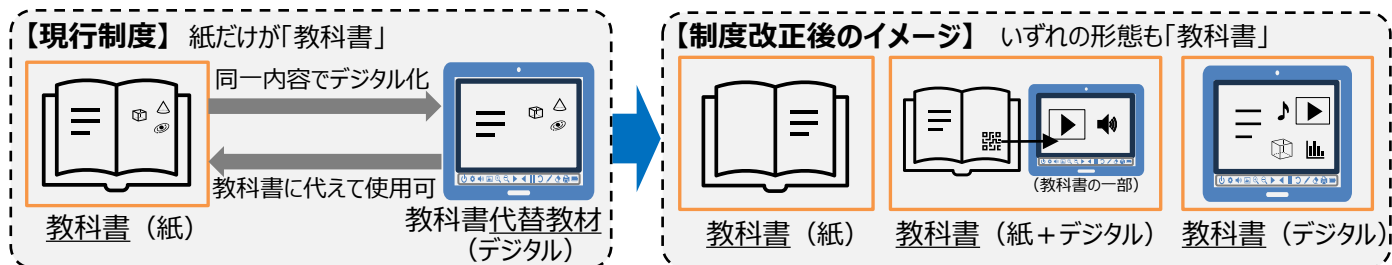 【現行制度】 紙だけが「教科書」
同一内容でデジタル化
教科書に代えて使用可
教科書（紙）
教科書代替教材
（デジタル）
【制度改正後のイメージ】 いずれの形態も「教科書」
（教科書の一部）
教科書（紙）
教科書（紙＋デジタル）
教科書（デジタル）